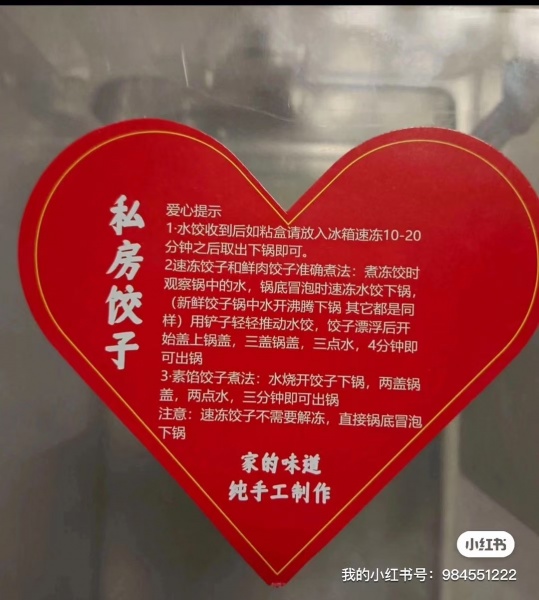 私房饺子
爱心提示
1·水饺收到后如粘盒请放入冰箱速冻10-20
分钟之后取出下锅即可。
2速冻饺子和鲜肉饺子准确煮法：煮冻饺时
观察锅中的水，锅底冒泡时速冻水饺下锅，
（新鲜饺子锅中水开沸腾下锅 其它都是同
样）用铲子轻轻推动水饺，饺子漂浮后开
始盖上锅盖，三盖锅盖，三点水，4分钟即
可出锅
3·素馅饺子煮法：水烧开饺子下锅，两盖锅
盖，两点水，三分钟即可出锅
注意：速冻饺子不需要解冻，直接锅底冒泡
下锅
家的味道
纯手工制作
小红书
我的小红书号：984551222